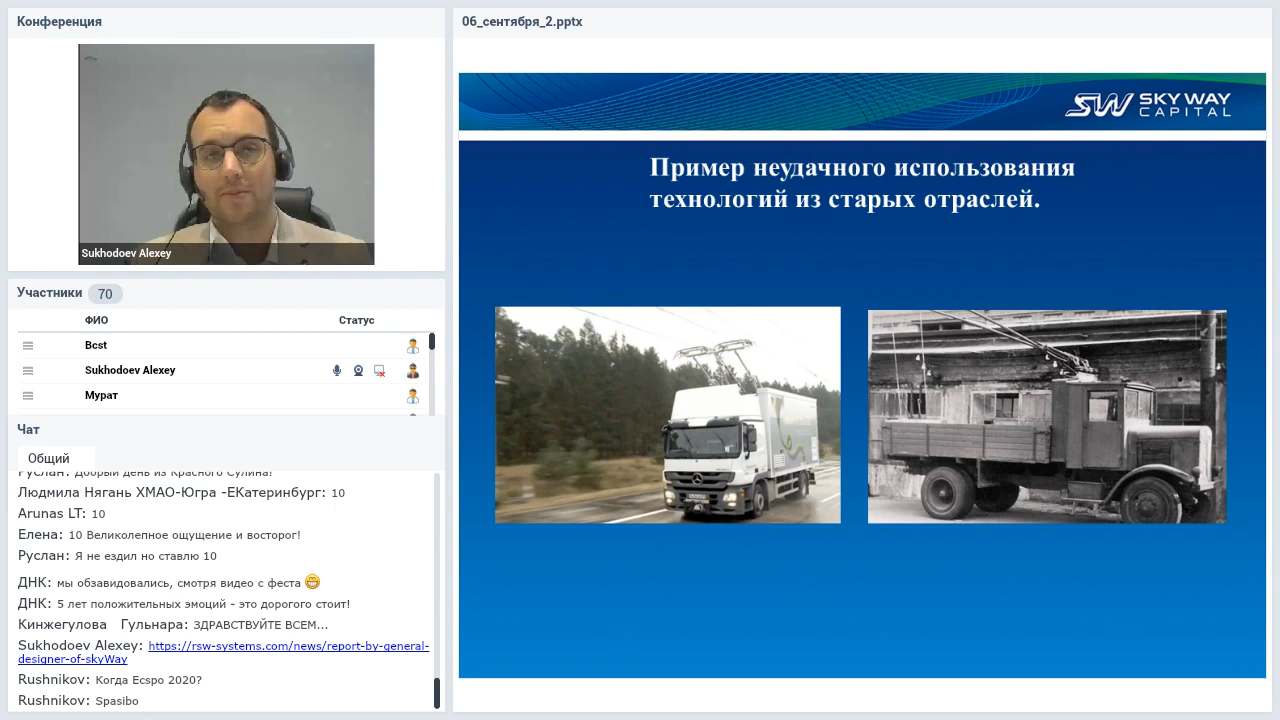 Конференция
Sukhodoev Alexey
Участники 70
ФИО Статус
Bcst
Sukhodoev Alexey
Мурат
Чат
Общий
Руслан: Добрый день из Красного Сулина!
Людмила Нягань ХМАО-Югра -ЕКатеринбург: 10
Arunas LT: 10
Елена: 10 Великолепное ощущение и восторог!
Руслан: Я не ездил но ставлю 10
ДНК: мы обзавидовались, смотря видео с феста
ДНК: 5 лет положительных эмоций - это дорогого стоит!
Кинжегулова Гульнара: ЗДРАВСТВУЙТЕ ВСЕМ...
Sukhodoev Alexey: https://rsw-systems.com/news/report-by-general-
designer-of-skyWay
Rushnikov: Когда Ecspo 2020?
Rushnikov: Spasibo
06_сентября_2.pptx
SW SKY WAY
CAPITAL
Пример неудачного использования
технологий из старых отраслей.